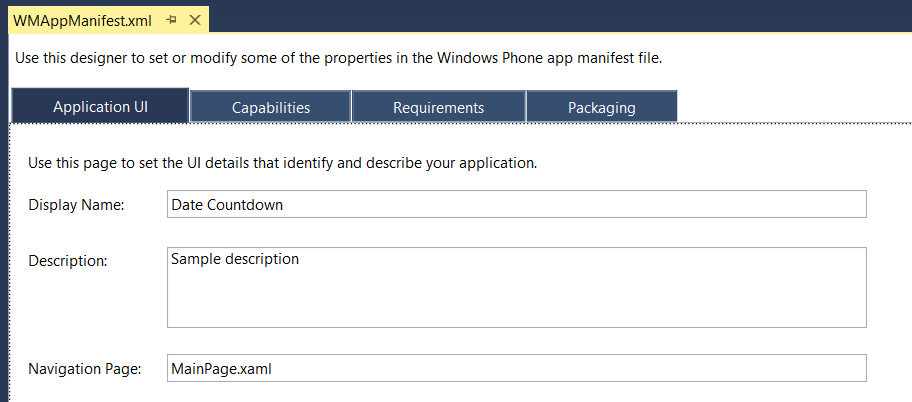 WMAppManifest.xml
Use this designer to set or modify some of the properties in the Windows Phone app manifest file.
Application UI Capabilities Requirements Packaging
Use this page to set the UI details that identify and describe your application.
Display Name: Date Countdown
Description: Sample description
Navigation Page: MainPage.xaml